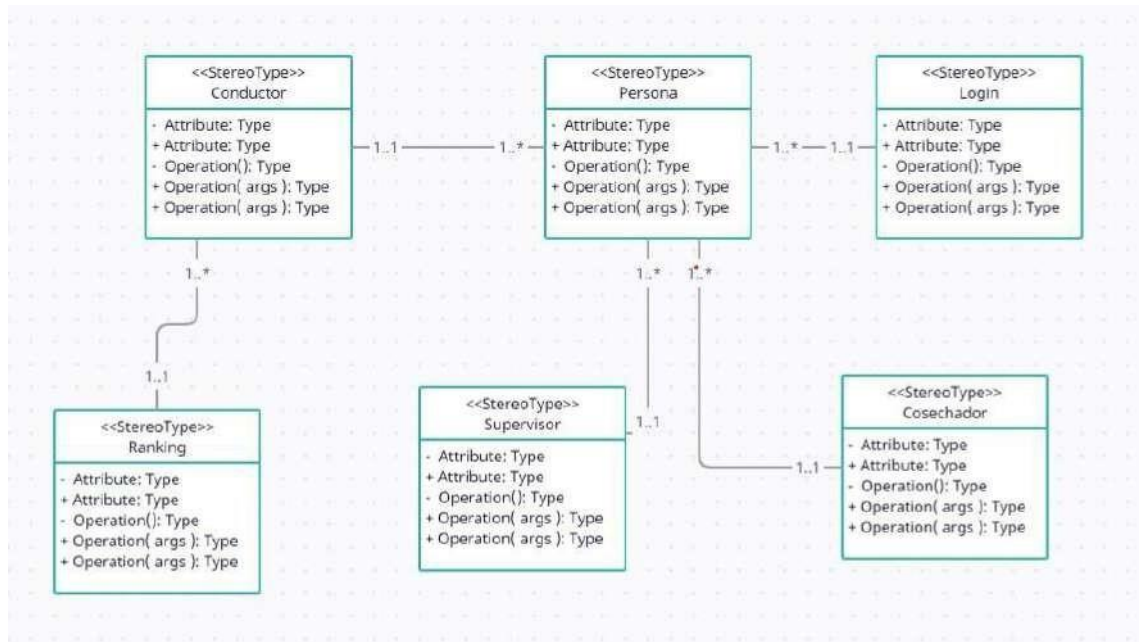 <<StereoType>>
Conductor
- Attribute: Type
+ Attribute: Type
- Operation(): Type
+ Operation( args ): Type
+ Operation( args ): Type
1..1
1..*
<<StereoType>>
Persona
- Attribute: Type
+ Attribute: Type
- Operation(): Type
+ Operation( args ): Type
+ Operation( args ): Type
1..*
1..1
<<StereoType>>
Login
- Attribute: Type
+ Attribute: Type
- Operation(): Type
+ Operation( args ): Type
+ Operation( args ): Type
1..*
1..*
1..*
1..1
<<StereoType>>
Ranking
- Attribute: Type
+ Attribute: Type
- Operation(): Type
+ Operation( args ): Type
+ Operation( args ): Type
<<StereoType>>
Supervisor
- Attribute: Type
+ Attribute: Type
- Operation(): Type
+ Operation( args ): Type
+ Operation( args ): Type
1..1
1..1
<<StereoType>>
Cosechador
- Attribute: Type
+ Attribute: Type
- Operation(): Type
+ Operation( args ): Type
+ Operation( args ): Type